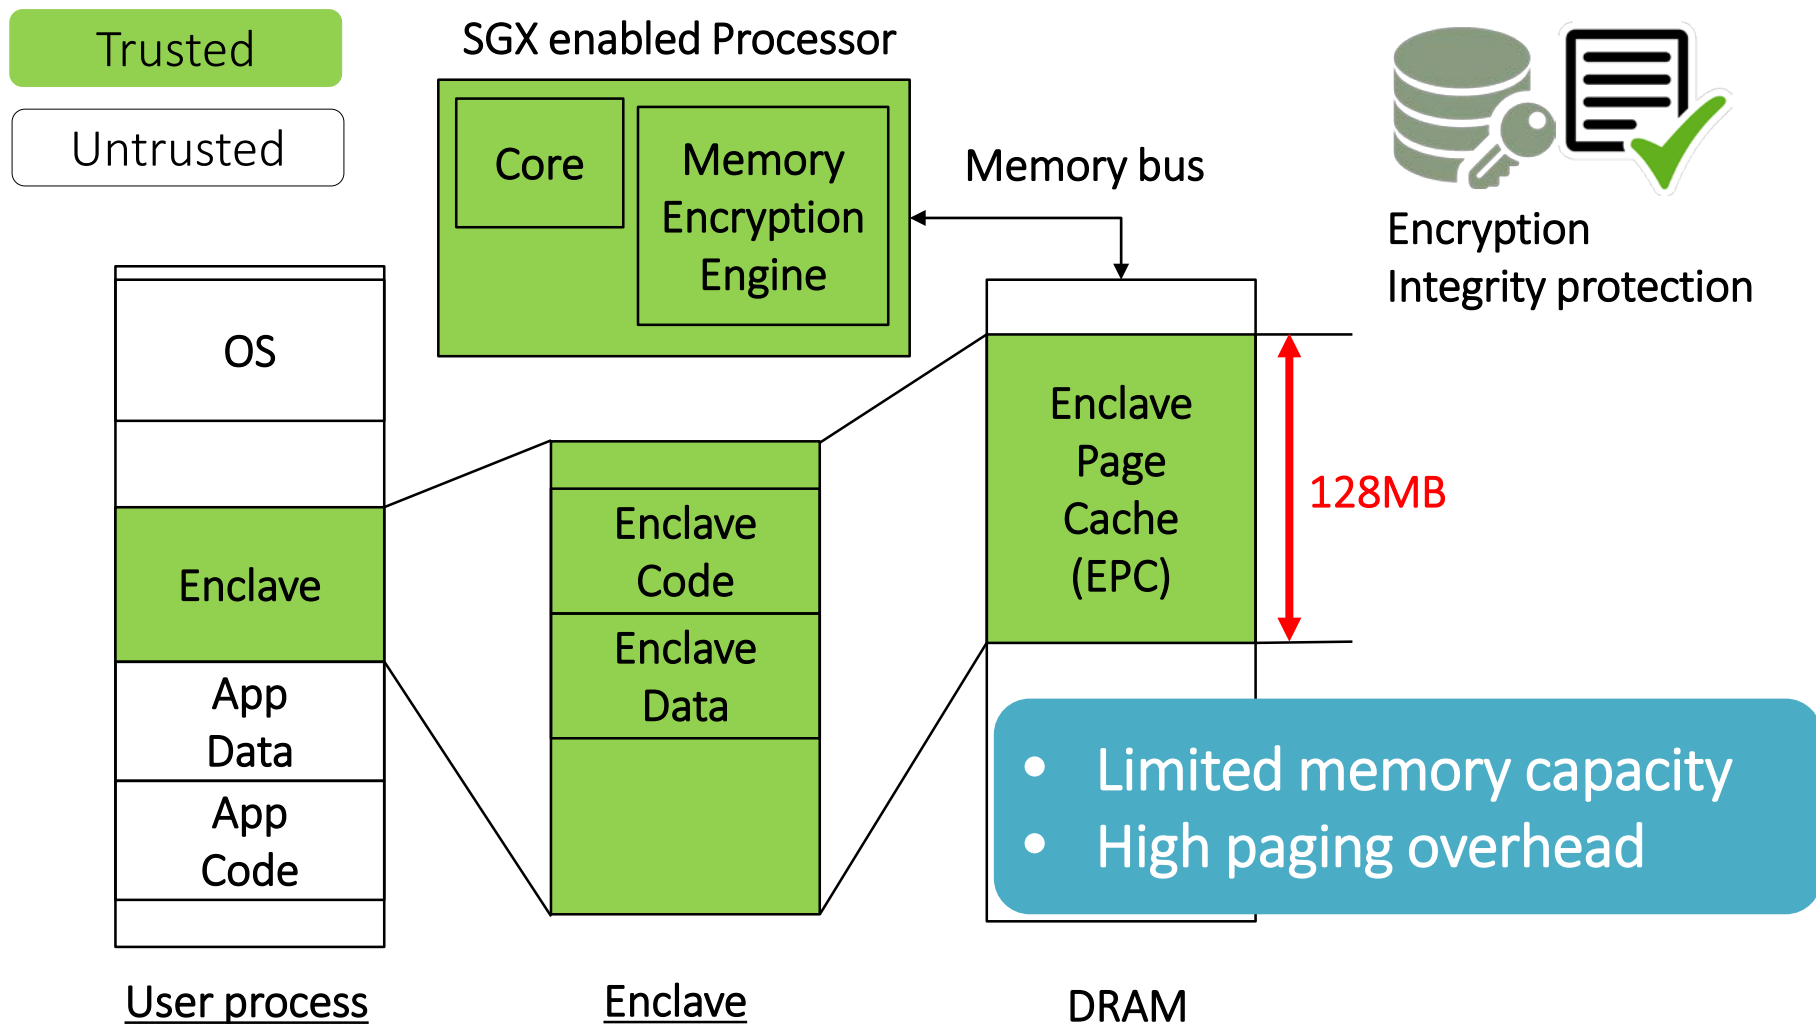 Trusted
Untrusted
SGX enabled Processor
Core
Memory
Encryption
Engine
Memory bus
Encryption
Integrity protection
OS
Enclave
App
Data
App
Code
User process
Enclave
Code
Enclave
Data
Enclave
Enclave
Page
Cache
(EPC)
128MB
• Limited memory capacity
• High paging overhead
DRAM